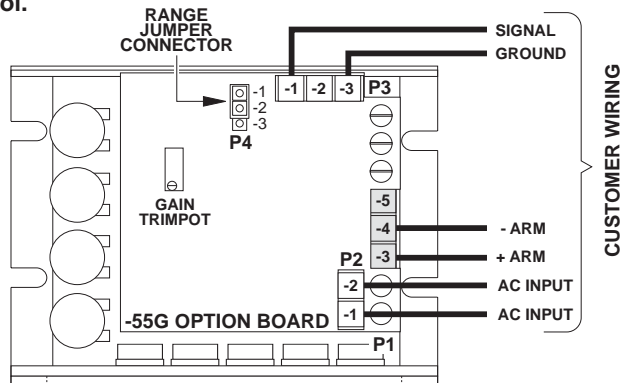 ol.
RANGE
JUMPER
CONNECTOR
SIGNAL
GROUND
-1 -2 -3 P3
-1
-2
-3
P4
GAIN
TRIMPOT
-5
-4
-3
- ARM
+ ARM
P2
-2
-1
AC INPUT
AC INPUT
-55G OPTION BOARD
P1
CUSTOMER WIRING